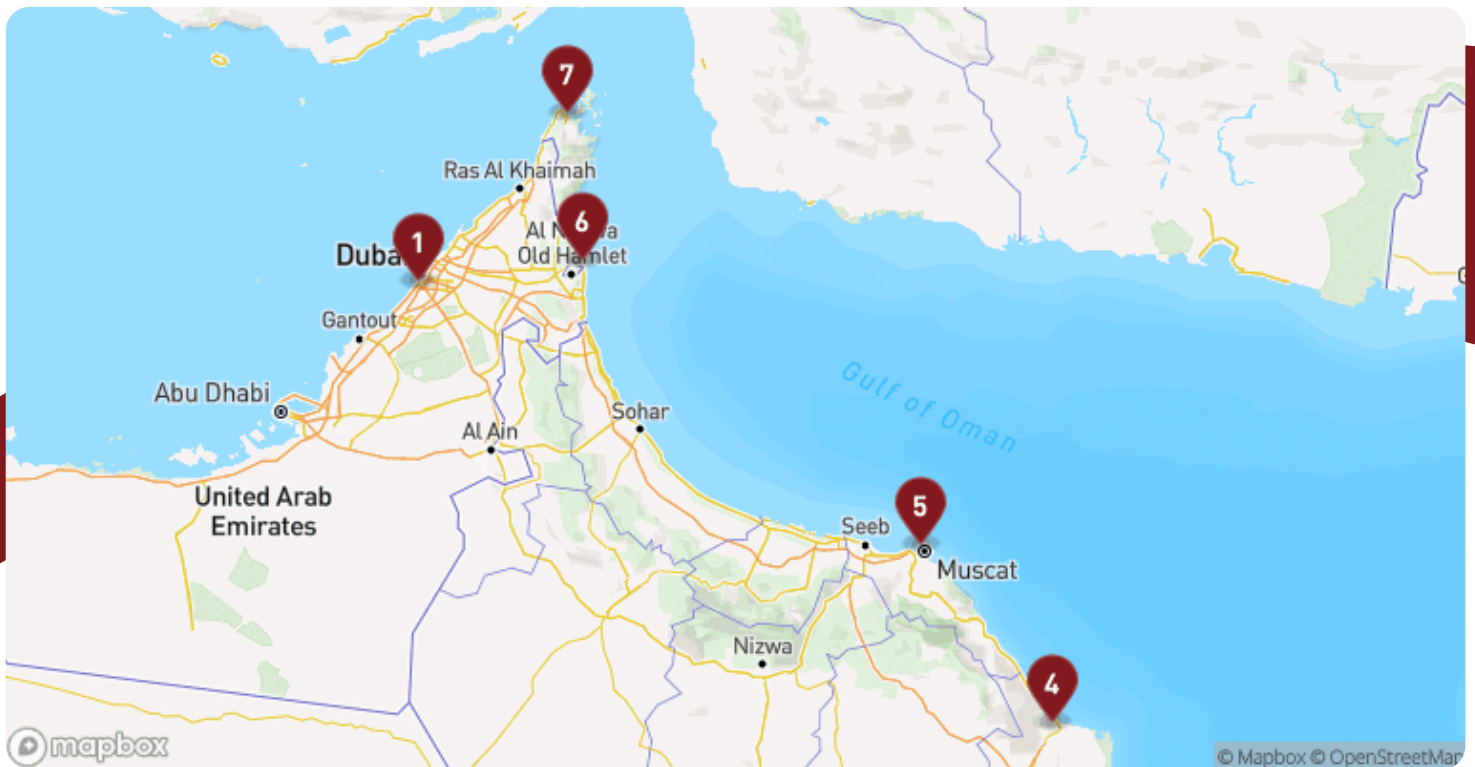 7
Ras Al Khaimah
6
Al
Old Hamlet
1
Gantout
Abu Dhabi
Sohar
Al Ain
Gulf of Oman
United Arab
Emirates
5
Seeb
Muscat
Nizwa
4
mapbox
© Mapbox © OpenStreetMap